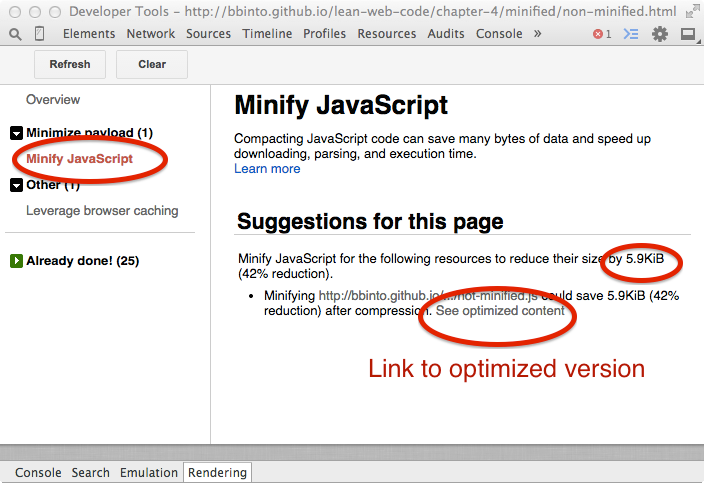 Developer Tools - http://bbinto.github.io/lean-web-code/chapter-4/minified/non-minified.html
Elements Network Sources Timeline Profiles Resources Audits Console » 1
Refresh Clear
Overview
Minimize payload (1)
Minify JavaScript
Other (1)
Leverage browser caching
Already done! (25)
Minify JavaScript
Compacting JavaScript code can save many bytes of data and speed up
downloading, parsing, and execution time.
Learn more
Suggestions for this page
Minify JavaScript for the following resources to reduce their size by 5.9KiB
(42% reduction).
• Minifying http://bbinto.github.io/.../not-minified.js could save 5.9KiB (42%
reduction) after compression. See optimized content
Link to optimized version
Console Search Emulation Rendering